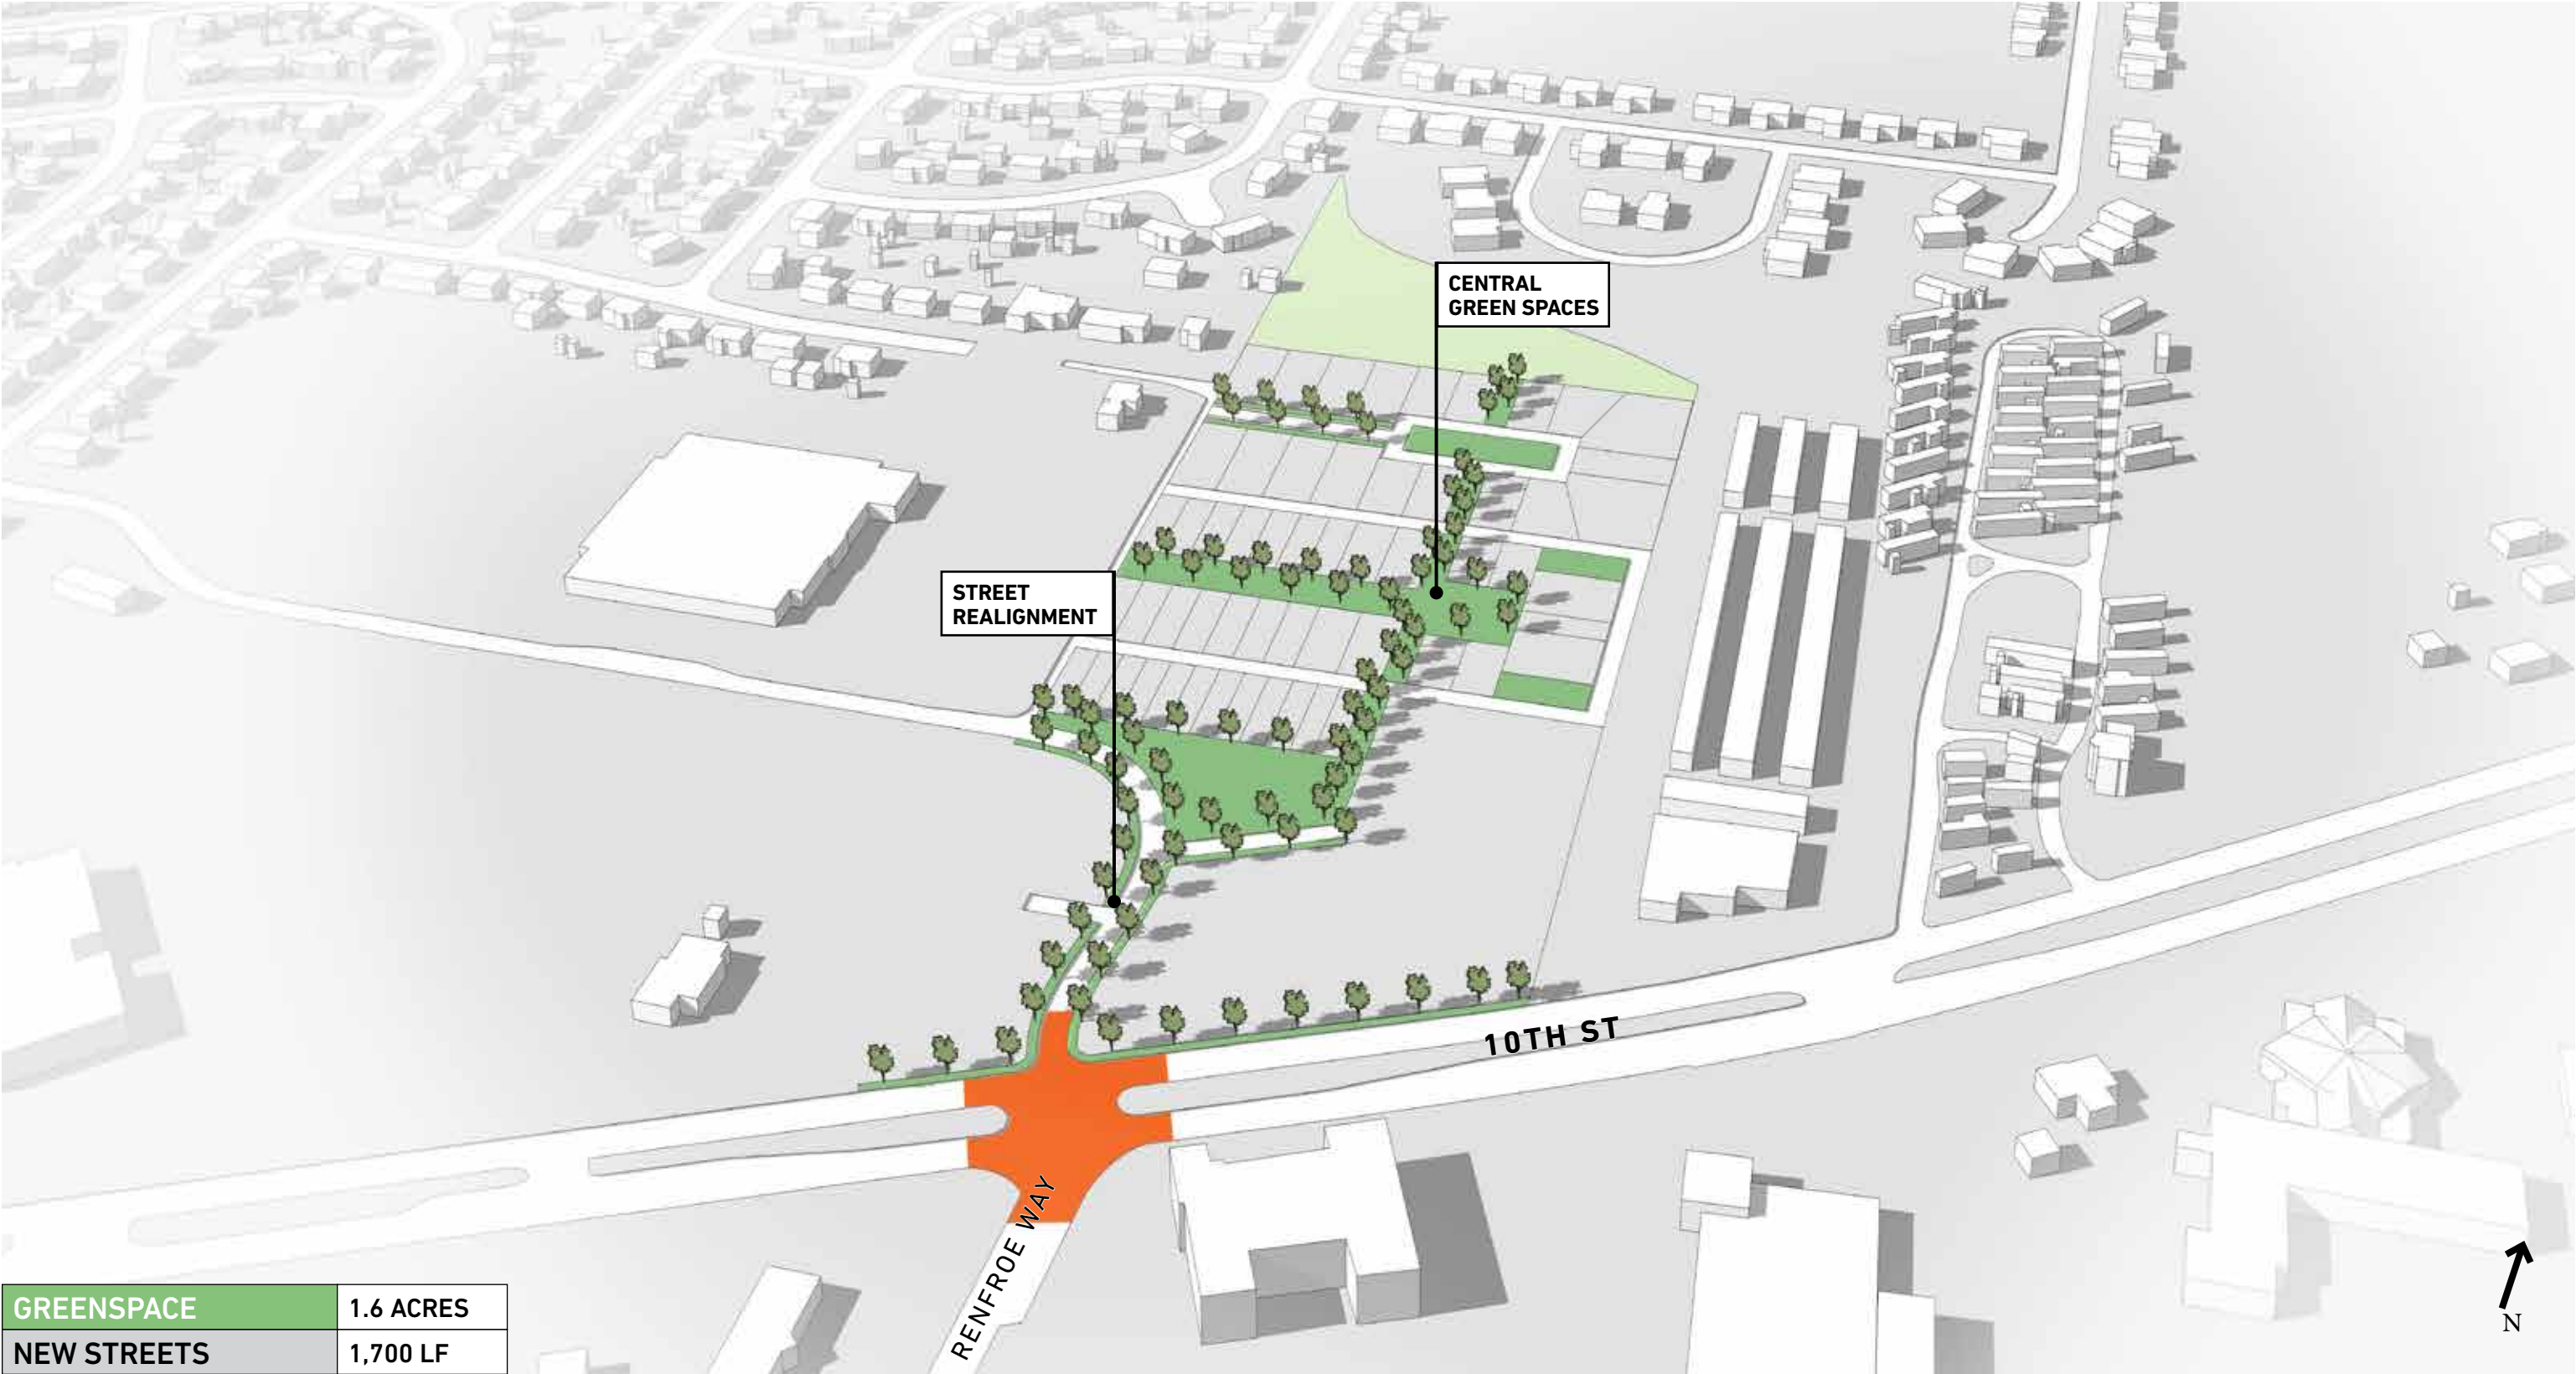 CENTRAL
GREEN SPACES
STREET
REALIGNMENT
10TH ST
RENFROE WAY
GREENSPACE 1.6 ACRES
NEW STREETS 1,700 LF
N